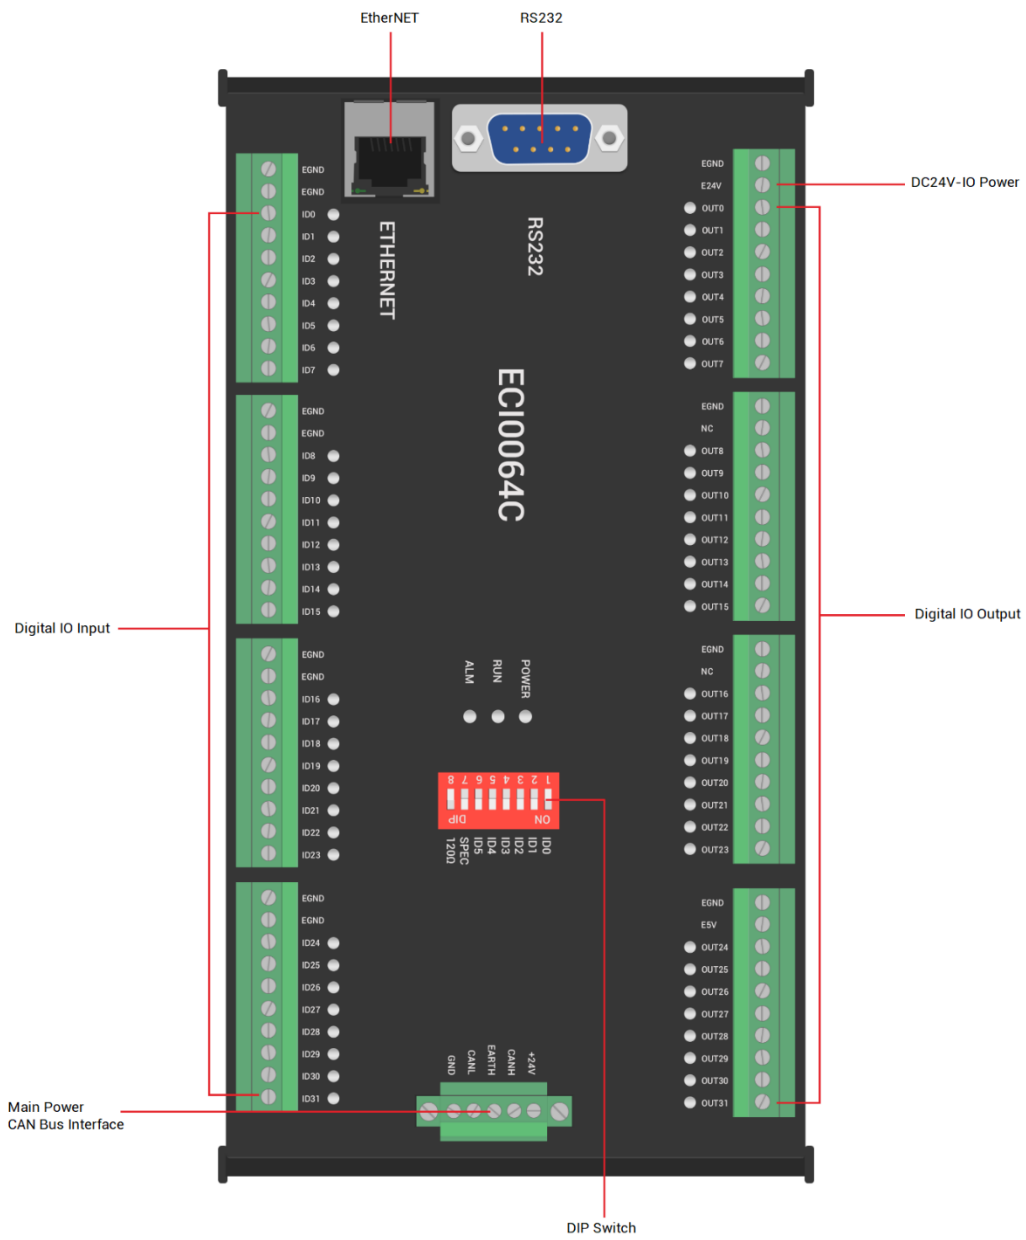 EtherNET
RS232
EGND
EGND
ID0
ID1
ID2
ID3
ID4
ID5
ID6
ID7
ETHERNET
RS232
EGND
E24V
OUT0
OUT1
OUT2
OUT3
OUT4
OUT5
OUT6
OUT7
DC24V-IO Power
ECI0064C
EGND
EGND
ID8
ID9
ID10
ID11
ID12
ID13
ID14
ID15
EGND
NC
OUT8
OUT9
OUT10
OUT11
OUT12
OUT13
OUT14
OUT15
Digital IO Input
Digital IO Output
EGND
EGND
ID16
ID17
ID18
ID19
ID20
ID21
ID22
ID23
ALM
RUN
POWER
8 7 6 5 4 3 2 1
DIP ON
120Ω
SPEC
ID5
ID4
ID3
ID2
ID1
ID0
EGND
NC
OUT16
OUT17
OUT18
OUT19
OUT20
OUT21
OUT22
OUT23
EGND
EGND
ID24
ID25
ID26
ID27
ID28
ID29
ID30
ID31
GND
CANL
EARTH
CANH
+24V
EGND
E5V
OUT24
OUT25
OUT26
OUT27
OUT28
OUT29
OUT30
OUT31
Main Power
CAN Bus Interface
DIP Switch